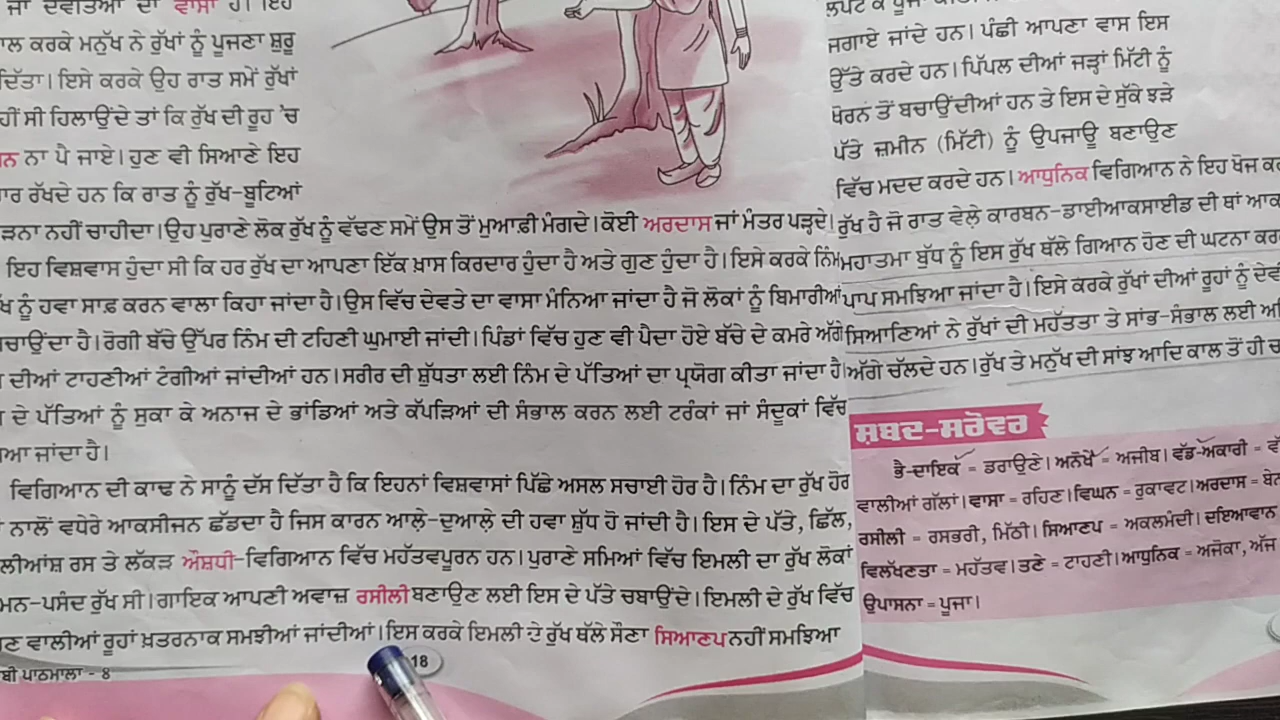 ਜਾਂ ਦੇਵਤਿਆਂ ਦਾ ਵਾਸਾ ਹੈ। ਇਹ
ਕਰਕੇ ਮਨੁੱਖ ਨੇ ਰੁੱਖਾਂ ਨੂੰ ਪੂਜਣਾ ਸ਼ੁਰੂ
ਦਿੱਤਾ। ਇਸੇ ਕਰਕੇ ਉਹ ਰਾਤ ਸਮੇਂ ਰੁੱਖਾਂ
ਸੀ ਹਿਲਾਉਂਦੇ ਤਾਂ ਕਿ ਰੁੱਖ ਦੀ ਰੂਹ 'ਚ
ਨਾ ਪੈ ਜਾਏ। ਹੁਣ ਵੀ ਸਿਆਣੇ ਇਹ
ਰੱਖਦੇ ਹਨ ਕਿ ਰਾਤ ਨੂੰ ਰੁੱਖ-ਬੂਟਿਆਂ
ਨਹੀਂ ਚਾਹੀਦਾ। ਉਹ ਪੁਰਾਣੇ ਲੋਕ ਰੁੱਖ ਨੂੰ ਵੱਢਣ ਸਮੇਂ ਉਸ ਤੋਂ ਮੁਆਫ਼ੀ ਮੰਗਦੇ। ਕੋਈ ਅਰਦਾਸ ਜਾਂ ਮੰਤਰ ਪੜ੍ਹਦੇ।
ਇਹ ਵਿਸ਼ਵਾਸ ਹੁੰਦਾ ਸੀ ਕਿ ਹਰ ਰੁੱਖ ਦਾ ਆਪਣਾ ਇੱਕ ਖ਼ਾਸ ਕਿਰਦਾਰ ਹੁੰਦਾ ਹੈ ਅਤੇ ਗੁਣ ਹੁੰਦਾ ਹੈ। ਇਸੇ ਕਰਕੇ ਨਿੰਮ
ਨੂੰ ਹਵਾ ਸਾਫ਼ ਕਰਨ ਵਾਲਾ ਕਿਹਾ ਜਾਂਦਾ ਹੈ। ਉਸ ਵਿੱਚ ਦੇਵਤੇ ਦਾ ਵਾਸਾ ਮੰਨਿਆ ਜਾਂਦਾ ਹੈ ਜੋ ਲੋਕਾਂ ਨੂੰ ਬਿਮਾਰੀਆਂ
ਹੈ। ਰੋਗੀ ਬੱਚੇ ਉੱਪਰ ਨਿੰਮ ਦੀ ਟਹਿਣੀ ਘੁਮਾਈ ਜਾਂਦੀ। ਪਿੰਡਾਂ ਵਿੱਚ ਹੁਣ ਵੀ ਪੈਦਾ ਹੋਏ ਬੱਚੇ ਦੇ ਕਮਰੇ ਅੱਗੇ
ਦੀਆਂ ਟਾਹਣੀਆਂ ਟੰਗੀਆਂ ਜਾਂਦੀਆਂ ਹਨ। ਸਰੀਰ ਦੀ ਸ਼ੁੱਧਤਾ ਲਈ ਨਿੰਮ ਦੇ ਪੱਤਿਆਂ ਦਾ ਪ੍ਰਯੋਗ ਕੀਤਾ ਜਾਂਦਾ ਹੈ।
ਦੇ ਪੱਤਿਆਂ ਨੂੰ ਸੁਕਾ ਕੇ ਅਨਾਜ ਦੇ ਭਾਂਡਿਆਂ ਅਤੇ ਕੱਪੜਿਆਂ ਦੀ ਸੰਭਾਲ ਕਰਨ ਲਈ ਟਰੰਕਾਂ ਜਾਂ ਸੰਦੂਕਾਂ ਵਿੱਚ
ਜਾਂਦਾ ਹੈ।
ਵਿਗਿਆਨ ਦੀ ਕਾਢ ਨੇ ਸਾਨੂੰ ਦੱਸ ਦਿੱਤਾ ਹੈ ਕਿ ਇਹਨਾਂ ਵਿਸ਼ਵਾਸਾਂ ਪਿੱਛੇ ਅਸਲ ਸਚਾਈ ਹੋਰ ਹੈ। ਨਿੰਮ ਦਾ ਰੁੱਖ ਹੋਰ
ਨਾਲੋਂ ਵਧੇਰੇ ਆਕਸੀਜਨ ਛੱਡਦਾ ਹੈ ਜਿਸ ਕਾਰਨ ਆਲ਼ੇ-ਦੁਆਲ਼ੇ ਦੀ ਹਵਾ ਸ਼ੁੱਧ ਹੋ ਜਾਂਦੀ ਹੈ। ਇਸ ਦੇ ਪੱਤੇ, ਛਿੱਲ,
ਰਸ ਤੇ ਲੱਕੜ ਔਸ਼ਧੀ-ਵਿਗਿਆਨ ਵਿੱਚ ਮਹੱਤਵਪੂਰਨ ਹਨ। ਪੁਰਾਣੇ ਸਮਿਆਂ ਵਿੱਚ ਇਮਲੀ ਦਾ ਰੁੱਖ ਲੋਕਾਂ
ਮਨ-ਪਸੰਦ ਰੁੱਖ ਸੀ। ਗਾਇਕ ਆਪਣੀ ਅਵਾਜ਼ ਰਸੀਲੀ ਬਣਾਉਣ ਲਈ ਇਸ ਦੇ ਪੱਤੇ ਚਬਾਉਂਦੇ। ਇਮਲੀ ਦੇ ਰੁੱਖ ਵਿੱਚ
ਵਾਲੀਆਂ ਰੂਹਾਂ ਖ਼ਤਰਨਾਕ ਸਮਝੀਆਂ ਜਾਂਦੀਆਂ। ਇਸ ਕਰਕੇ ਇਮਲੀ ਦੇ ਰੁੱਖ ਥੱਲੇ ਸੌਣਾ ਸਿਆਣਪ ਨਹੀਂ ਸਮਝਿਆ
ਪਾਠਮਾਲਾ - 8
18
ਜਗਾਏ ਜਾਂਦੇ ਹਨ। ਪੰਛੀ ਆਪਣਾ ਵਾਸ ਇਸ
ਉੱਤੇ ਕਰਦੇ ਹਨ। ਪਿੱਪਲ ਦੀਆਂ ਜੜ੍ਹਾਂ ਮਿੱਟੀ ਨੂੰ
ਖੋਰਨ ਤੋਂ ਬਚਾਉਂਦੀਆਂ ਹਨ ਤੇ ਇਸ ਦੇ ਸੁੱਕੇ ਝੜੇ
ਪੱਤੇ ਜ਼ਮੀਨ (ਮਿੱਟੀ) ਨੂੰ ਉਪਜਾਊ ਬਣਾਉਣ
ਵਿੱਚ ਮਦਦ ਕਰਦੇ ਹਨ। ਆਧੁਨਿਕ ਵਿਗਿਆਨ ਨੇ ਇਹ ਖੋਜ
ਰੁੱਖ ਹੈ ਜੋ ਰਾਤ ਵੇਲ਼ੇ ਕਾਰਬਨ-ਡਾਈਆਕਸਾਈਡ ਦੀ ਥਾਂ
ਮਹਾਤਮਾ ਬੁੱਧ ਨੂੰ ਇਸ ਰੁੱਖ ਥੱਲੇ ਗਿਆਨ ਹੋਣ ਦੀ ਘਟਨਾ
ਪਾਪ ਸਮਝਿਆ ਜਾਂਦਾ ਹੈ। ਇਸੇ ਕਰਕੇ ਰੁੱਖਾਂ ਦੀਆਂ ਰੂਹਾਂ ਨੂੰ
ਸਿਆਣਿਆਂ ਨੇ ਰੁੱਖਾਂ ਦੀ ਮਹੱਤਤਾ ਤੇ ਸਾਂਭ-ਸੰਭਾਲ ਲਈ
ਅੱਗੇ ਚੱਲਦੇ ਹਨ। ਰੁੱਖ ਤੇ ਮਨੁੱਖ ਦੀ ਸਾਂਝ ਆਦਿ ਕਾਲ ਤੋਂ ਹੀ
ਸ਼ਬਦ-ਸਰੋਵਰ
ਭੈ-ਦਾਇਕ = ਡਰਾਉਣੇ। ਅਨੋਖੇ = ਅਜੀਬ। ਵੱਡ-ਅਕਾਰੀ =
ਵਾਲੀਆਂ ਗੱਲਾਂ। ਵਾਸਾ = ਰਹਿਣ। ਵਿਘਨ = ਰੁਕਾਵਟ। ਅਰਦਾਸ =
ਰਸੀਲੀ = ਰਸਭਰੀ, ਮਿੱਠੀ। ਸਿਆਣਪ = ਅਕਲਮੰਦੀ। ਦਇਆਵਾਨ
ਵਿਲੱਖਣਤਾ = ਮਹੱਤਵ। ਤਣੇ = ਟਾਹਣੀ। ਆਧੁਨਿਕ = ਅਜੋਕਾ,
ਉਪਾਸਨਾ = ਪੂਜਾ।